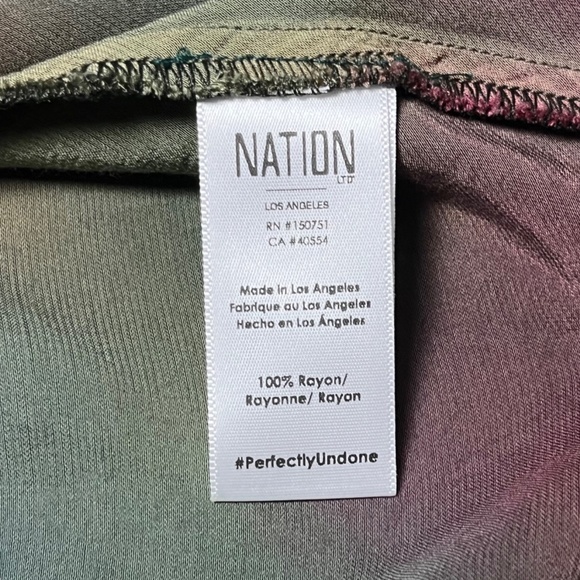 NATION
LTD
LOS ANGELES
RN #150751
CA #40554
Made in Los Angeles
Fabrique au Los Angeles
Hecho en Los Ángeles
100% Rayon/
Rayonne/ Rayon
#PerfectlyUndone